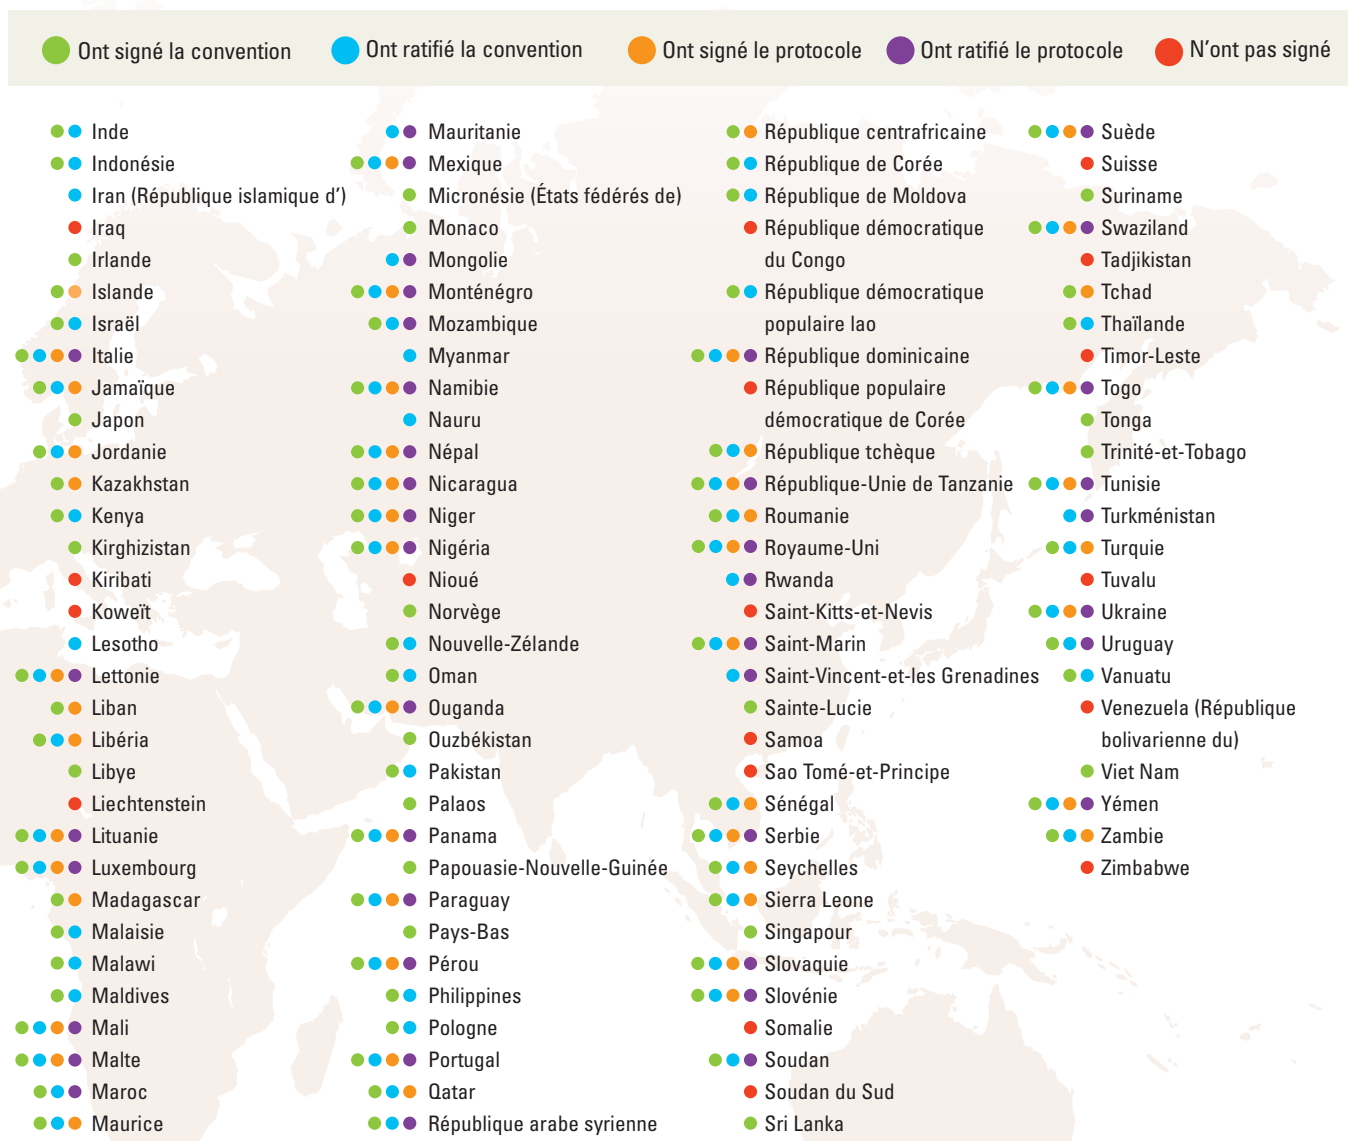 Ont signé la convention
Ont ratifié la convention
Ont signé le protocole
Ont ratifié le protocole
N'ont pas signé
Inde
Indonésie
Iran (République islamique d')
Iraq
Irlande
Islande
Israël
Italie
Jamaïque
Japon
Jordanie
Kazakhstan
Kenya
Kirghizistan
Kiribati
Koweït
Lesotho
Lettonie
Liban
Libéria
Libye
Liechtenstein
Lituanie
Luxembourg
Madagascar
Malaisie
Malawi
Maldives
Mali
Malte
Maroc
Maurice
Mauritanie
Mexique
Micronésie (États fédérés de)
Monaco
Mongolie
Monténégro
Mozambique
Myanmar
Namibie
Nauru
Népal
Nicaragua
Niger
Nigéria
Nioué
Norvège
Nouvelle-Zélande
Oman
Ouganda
Ouzbékistan
Pakistan
Palaos
Panama
Papouasie-Nouvelle-Guinée
Paraguay
Pays-Bas
Pérou
Philippines
Pologne
Portugal
Qatar
République arabe syrienne
République centrafricaine
République de Corée
République de Moldova
République démocratique
du Congo
République démocratique
populaire lao
République dominicaine
République populaire
démocratique de Corée
République tchèque
République-Unie de Tanzanie
Roumanie
Royaume-Uni
Rwanda
Saint-Kitts-et-Nevis
Saint-Marin
Saint-Vincent-et-les Grenadines
Sainte-Lucie
Samoa
Sao Tomé-et-Principe
Sénégal
Serbie
Seychelles
Sierra Leone
Singapour
Slovaquie
Slovénie
Somalie
Soudan
Soudan du Sud
Sri Lanka
Suède
Suisse
Suriname
Swaziland
Tadjikistan
Tchad
Thaïlande
Timor-Leste
Togo
Tonga
Trinité-et-Tobago
Tunisie
Turkménistan
Turquie
Tuvalu
Ukraine
Uruguay
Vanuatu
Venezuela (République
bolivarienne du)
Viet Nam
Yémen
Zambie
Zimbabwe